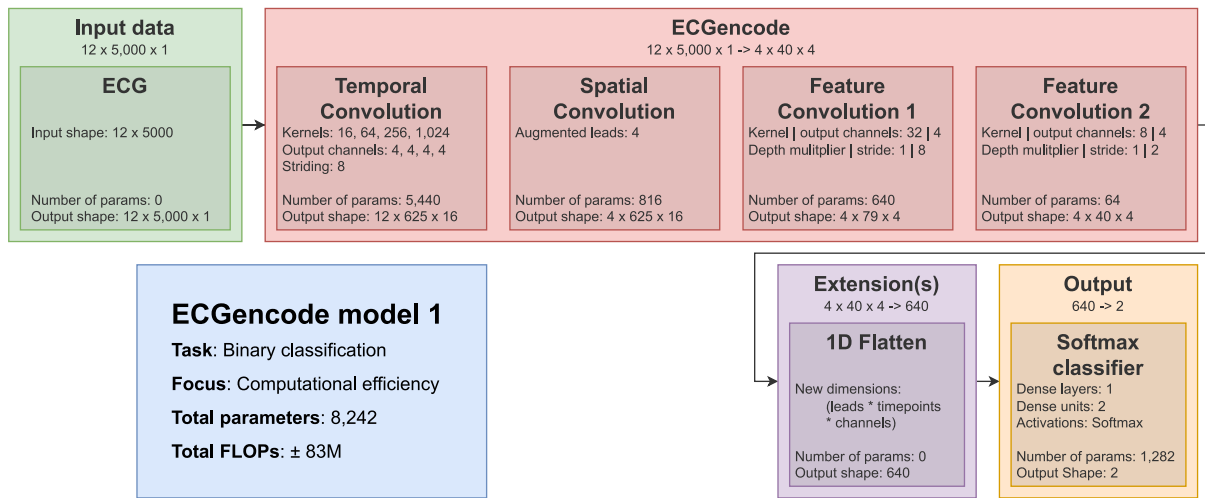 Input data
12 x 5,000 x 1
ECG
Input shape: 12 x 5000
Number of params: 0
Output shape: 12 x 5,000 x 1
ECGencode
12 x 5,000 x 1 -> 4 x 40 x 4
Temporal
Convolution
Kernels: 16, 64, 256, 1,024
Output channels: 4, 4, 4, 4
Striding: 8
Number of params: 5,440
Output shape: 12 x 625 x 16
Spatial
Convolution
Augmented leads: 4
Number of params: 816
Output shape: 4 x 625 x 16
Feature
Convolution 1
Kernel | output channels: 32 | 4
Depth mulitplier | stride: 1 | 8
Number of params: 640
Output shape: 4 x 79 x 4
Feature
Convolution 2
Kernel | output channels: 8 | 4
Depth mulitplier | stride: 1 | 2
Number of params: 64
Output shape: 4 x 40 x 4
ECGencode model 1
Task: Binary classification
Focus: Computational efficiency
Total parameters: 8,242
Total FLOPs: ± 83M
Extension(s)
4 x 40 x 4 -> 640
1D Flatten
New dimensions:
(leads * timepoints
* channels)
Number of params: 0
Output shape: 640
Output
640 -> 2
Softmax
classifier
Dense layers: 1
Dense units: 2
Activations: Softmax
Number of params: 1,282
Output Shape: 2